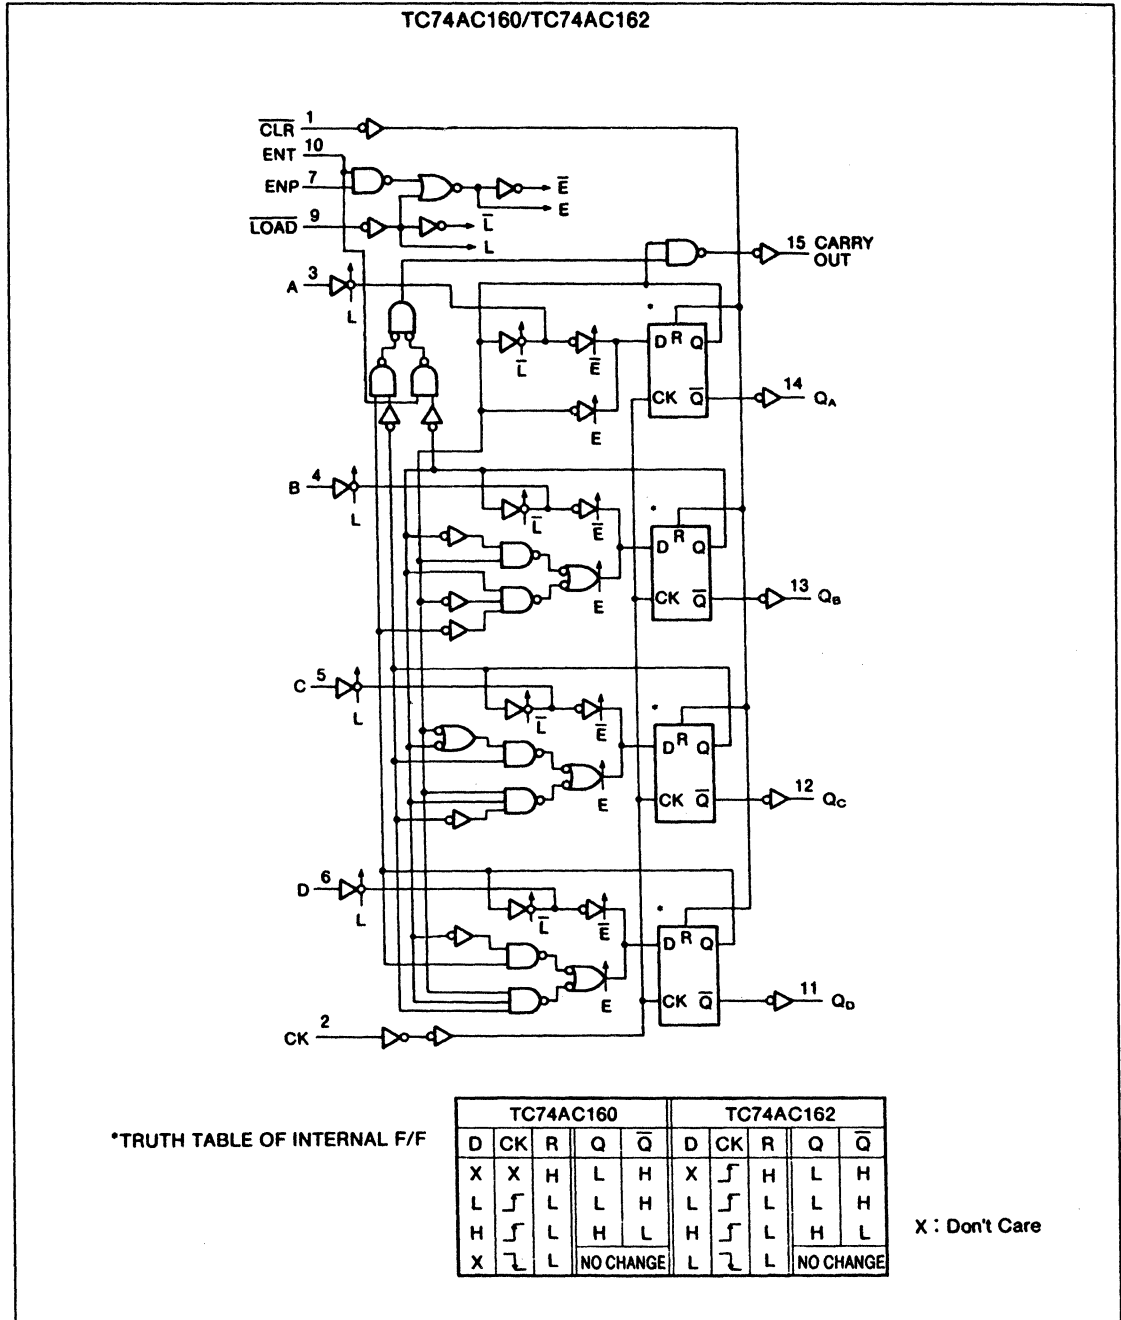 TC74AC160/TC74AC162
C̅L̅R̅ 1
ENT 10
ENP 7
E̅
E
L̅O̅A̅D̅ 9
L̅
L
15 CARRY
OUT
A 3
L
L̅
E̅
D R Q
CK Q̅
14 QA
E
B 4
L
L̅
E̅
D R Q
CK Q̅
13 QB
E
C 5
L
L̅
E̅
D R Q
CK Q̅
12 QC
E
D 6
L
L̅
E̅
D R Q
CK Q̅
11 QD
E
CK 2
*TRUTH TABLE OF INTERNAL F/F
TC74AC160 TC74AC162
D CK R Q Q̅ D CK R Q Q̅
X X H L H X H L H
L L L H L L L H
H L H L H L H L
X L NO CHANGE L L NO CHANGE
X : Don't Care